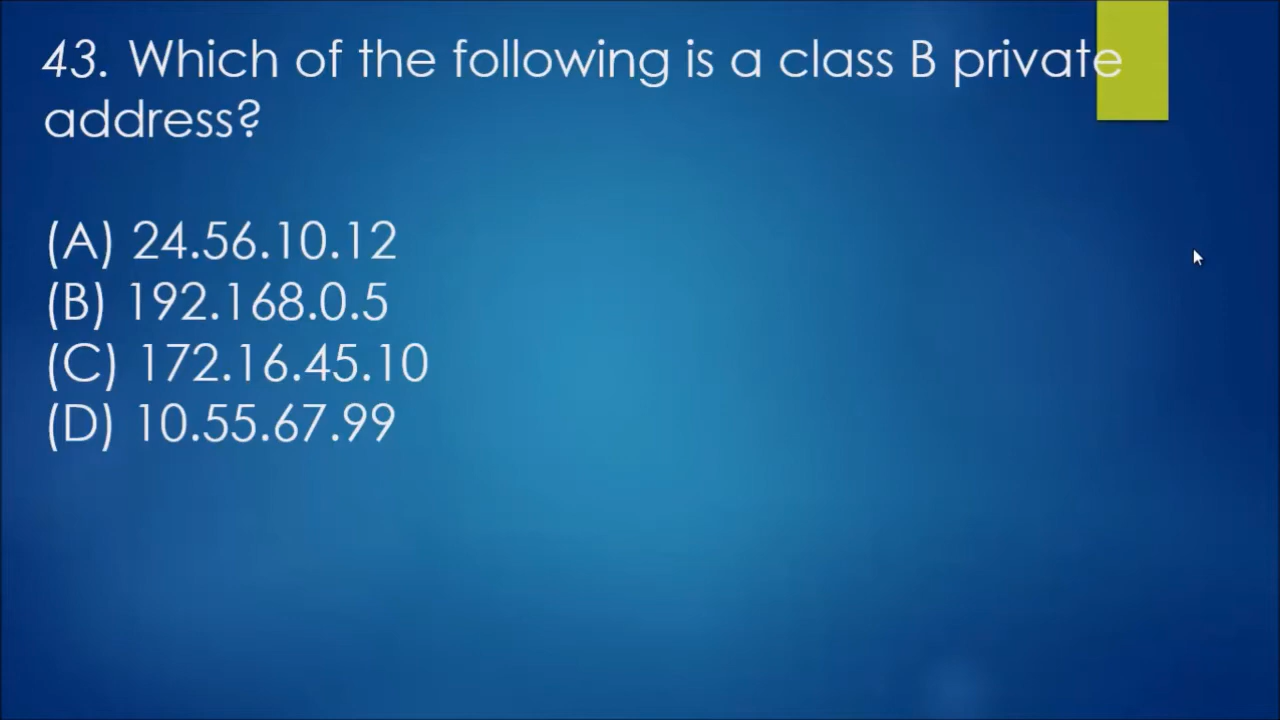 43. Which of the following is a class B private
address?
(A) 24.56.10.12
(B) 192.168.0.5
(C) 172.16.45.10
(D) 10.55.67.99